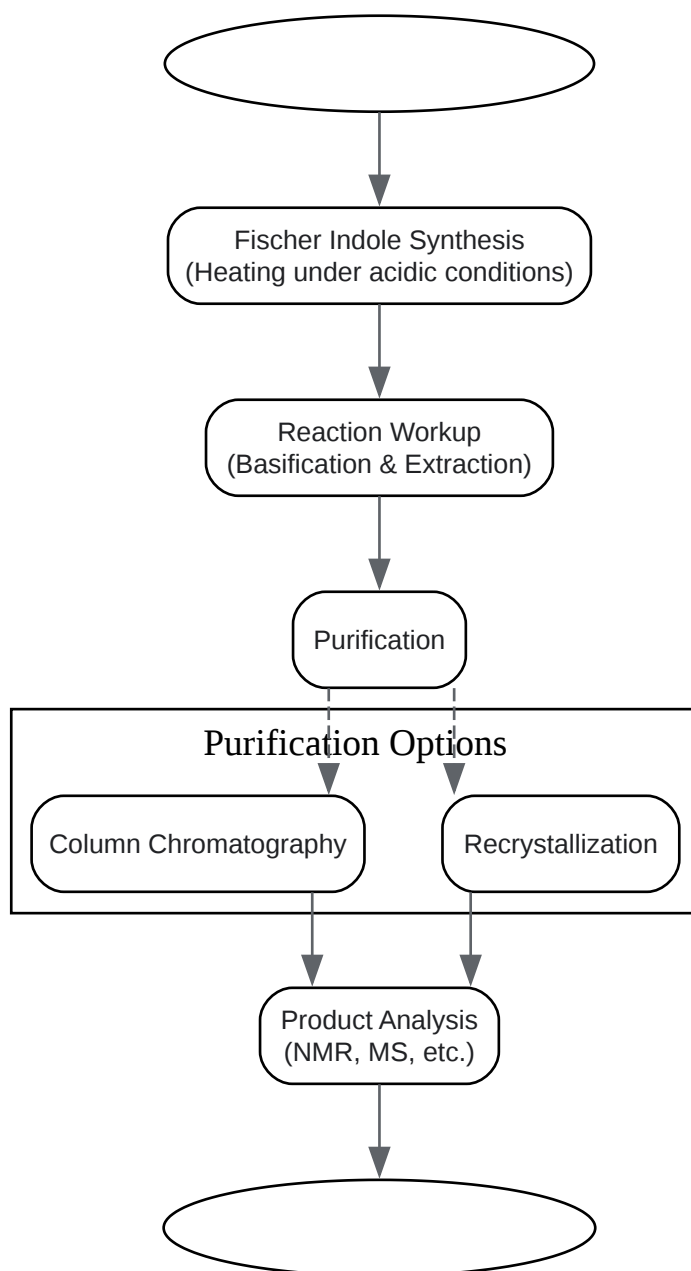 Fischer Indole Synthesis
(Heating under acidic conditions)
Reaction Workup
(Basification & Extraction)
Purification
Purification Options
Column Chromatography
Recrystallization
Product Analysis
(NMR, MS, etc.)